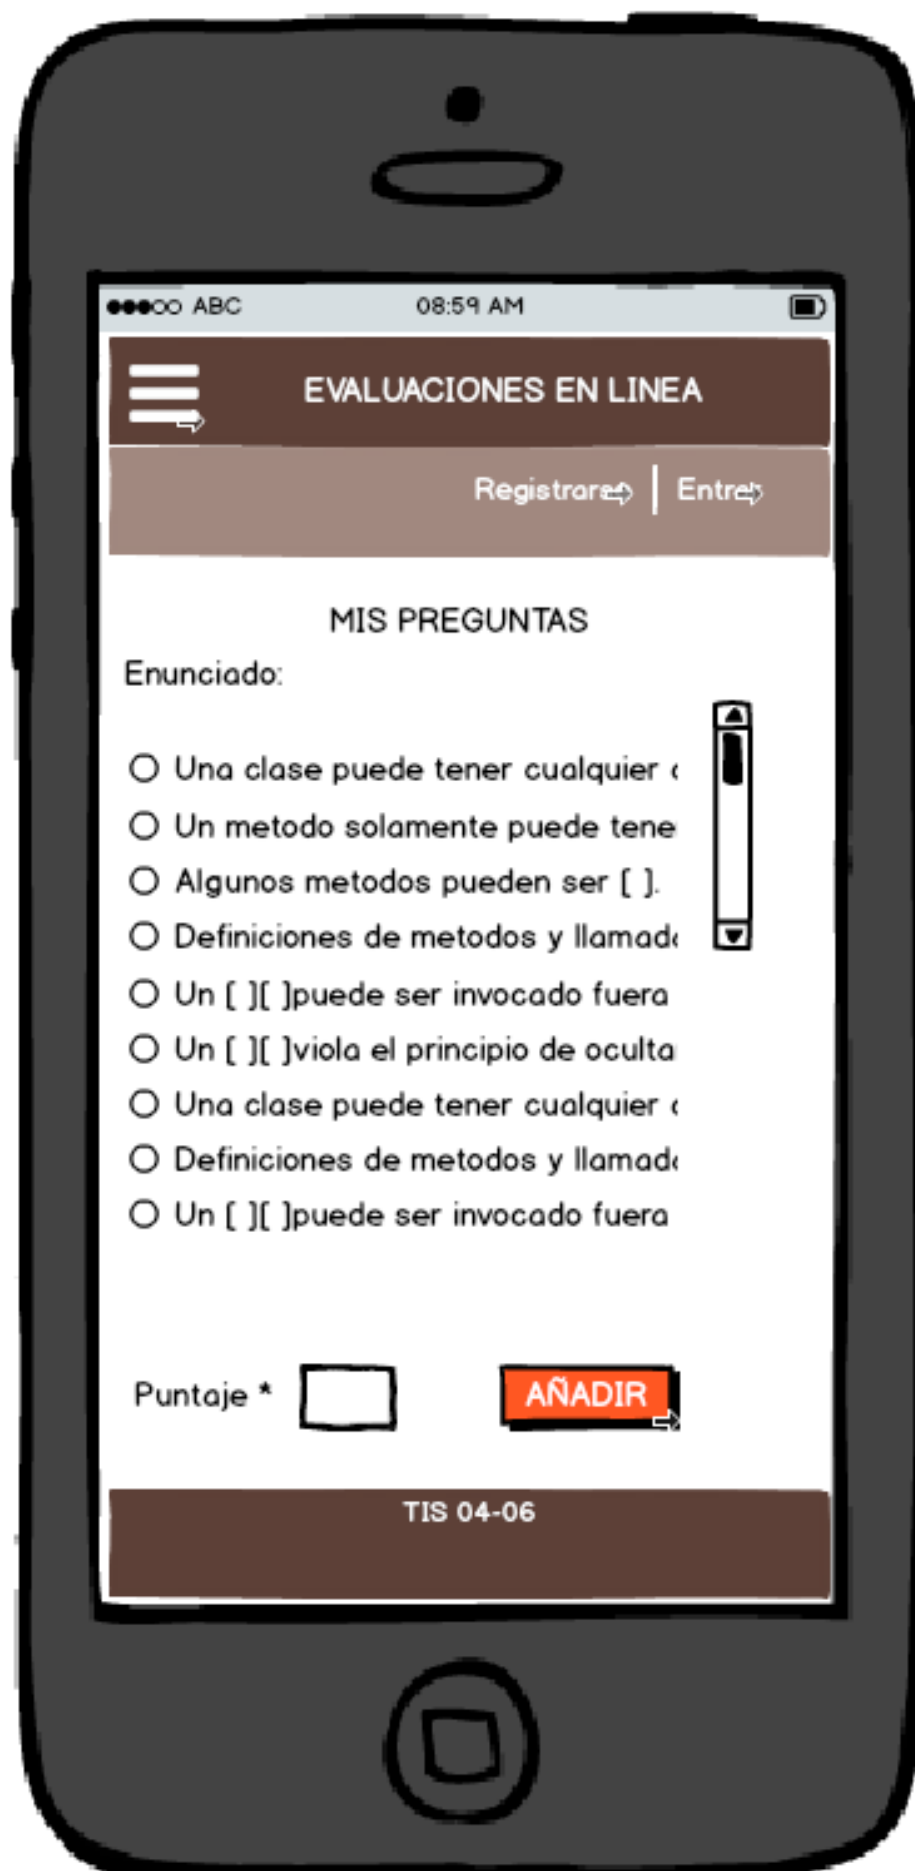 ABC 08:59 AM
EVALUACIONES EN LINEA
Registrarse Entrar
MIS PREGUNTAS
Enunciado:
Una clase puede tener cualquier
Un metodo solamente puede tene
Algunos metodos pueden ser [ ].
Definiciones de metodos y llamad
Un [ ][ ]puede ser invocado fuera
Un [ ][ ]viola el principio de oculta
Una clase puede tener cualquier
Definiciones de metodos y llamad
Un [ ][ ]puede ser invocado fuera
Puntaje *
AÑADIR
TIS 04-06